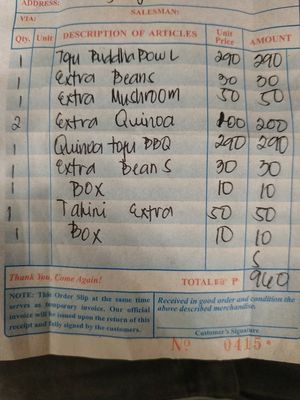 ADDRESS:
SALESMAN:
VIA:
Qty. Unit DESCRIPTION OF ARTICLES Unit Price AMOUNT
1 Tqu Buddha Bowl 290 290
1 Extra Beans 30 30
1 Extra Mushroom 50 50
2 Extra Quinoa 100 200
1 Quinoa tqu BBQ 290 290
1 Extra Beans 30 30
1 Box 10 10
1 Tahini Extra 50 50
1 Box 10 10
Thank You, Come Again! TOTAL P 960
NOTE: This Order Slip at the same time
serves as temporary invoice. Our official
invoice will be issued upon the return of this
receipt and fully signed by the customers.
Received in good order and condition the
above described merchandise.
Customer's Signature
No 0415